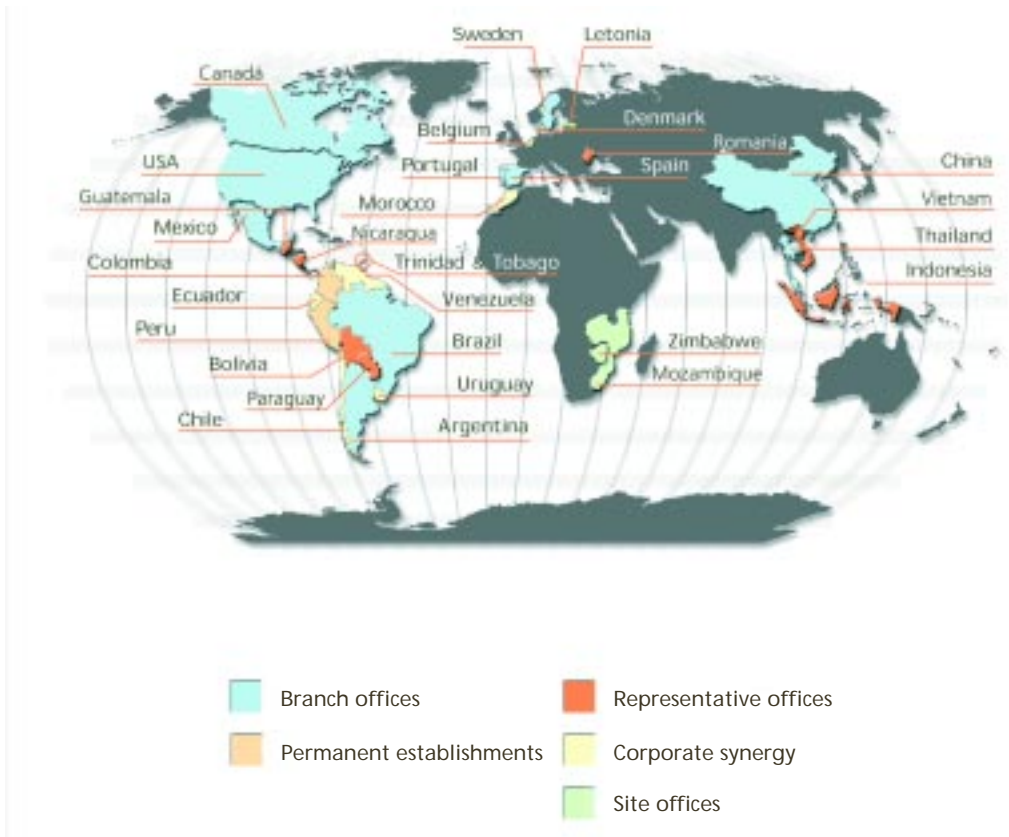 Sweden Letonia
Canadá
Belgium Denmark
Romania
USA Portugal Spain China
Guatemala Morocco Vietnam
Mexico Nicaragua Thailand
Colombia Trinidad & Tobago Indonesia
Ecuador Venezuela
Peru Brazil Zimbabwe
Bolivia Mozambique
Paraguay Uruguay
Chile Argentina
Branch offices Representative offices
Permanent establishments Corporate synergy
Site offices